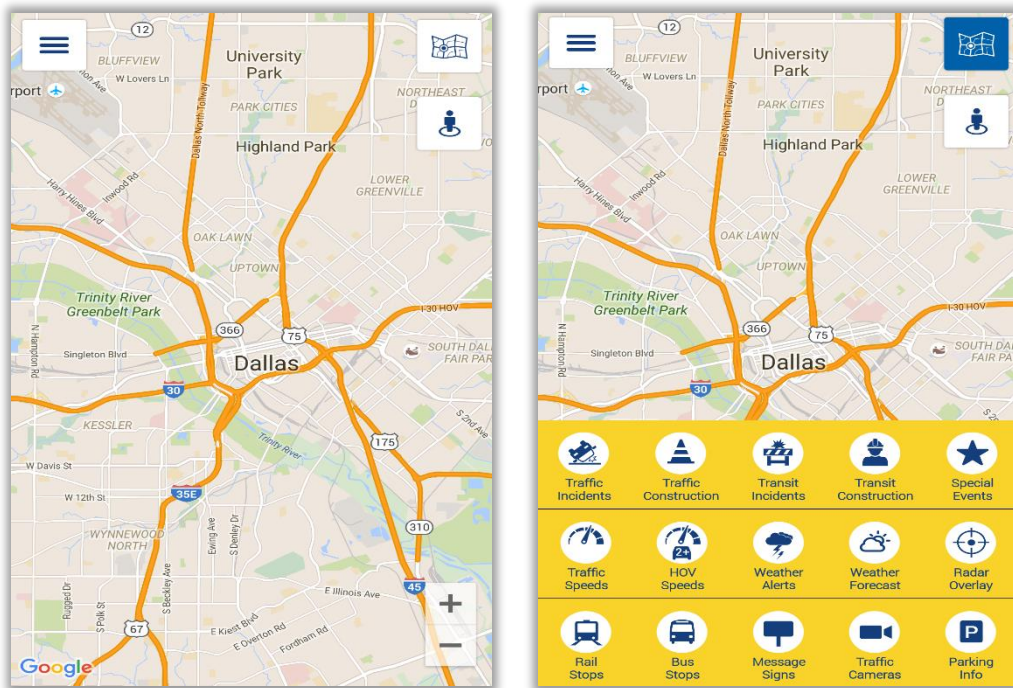 12
BLUFFVIEW
University
Park
W Lovers Ln
rport
NORTHEAST
D
PARK CITIES
Dallas North Tollway
Highland Park
Inwood Rd
Harry Hines Blvd
LOWER
GREENVILLE
OAK LAWN
UPTOWN
Trinity River
Greenbelt Park
I-30 HOV
N Hampton Rd
366
75
Singleton Blvd
Dallas
SOUTH DAL
FAIR PA
30
KESSLER
S 2nd Ave
175
Trinity River
W Davis St
35E
W 12th St
Ewing Ave
S Denley Dr
310
WYNNEWOOD
NORTH
Rugged Dr
S Polk St
S Beckley Ave
45
E Illinois Ave
+
67
E Kiest Blvd
E Overton Rd
Fordham Rd
−
Google
12
BLUFFVIEW
University
Park
W Lovers Ln
rport
NORTHEAST
PARK CITIES
Dallas North Tollway
Highland Park
Inwood Rd
Harry Hines Blvd
LOWER
GREENVILLE
OAK LAWN
UPTOWN
Trinity River
Greenbelt Park
I-30 HOV
N Hampton Rd
366
75
Singleton Blvd
Dallas
SOUTH DAL
FAIR PA
30
Traffic
Incidents
Traffic
Construction
Transit
Incidents
Transit
Construction
Special
Events
Traffic
Speeds
2+
HOV
Speeds
Weather
Alerts
Weather
Forecast
Radar
Overlay
Rail
Stops
Bus
Stops
Message
Signs
Traffic
Cameras
P
Parking
Info